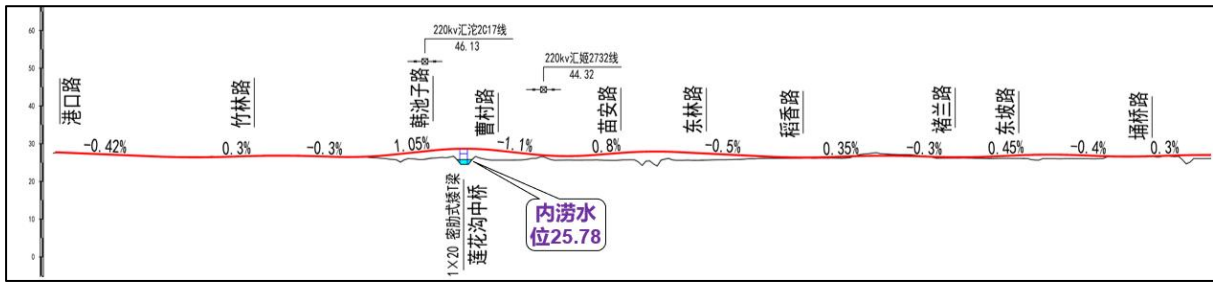 60
50
40
30
20
10
0
220kv汇沱2C17线
46.13
220kv汇姬2732线
44.32
港口路
竹林路
韩池子路
曹村路
苗安路
东林路
稻香路
褚兰路
东坡路
埇桥路
-0.42%
0.3%
-0.3%
1.05%
-1.1%
0.8%
-0.5%
0.35%
-0.3%
0.45%
-0.4%
0.3%
1×20 密肋式矮T梁
莲花沟中桥
内涝水
位25.78